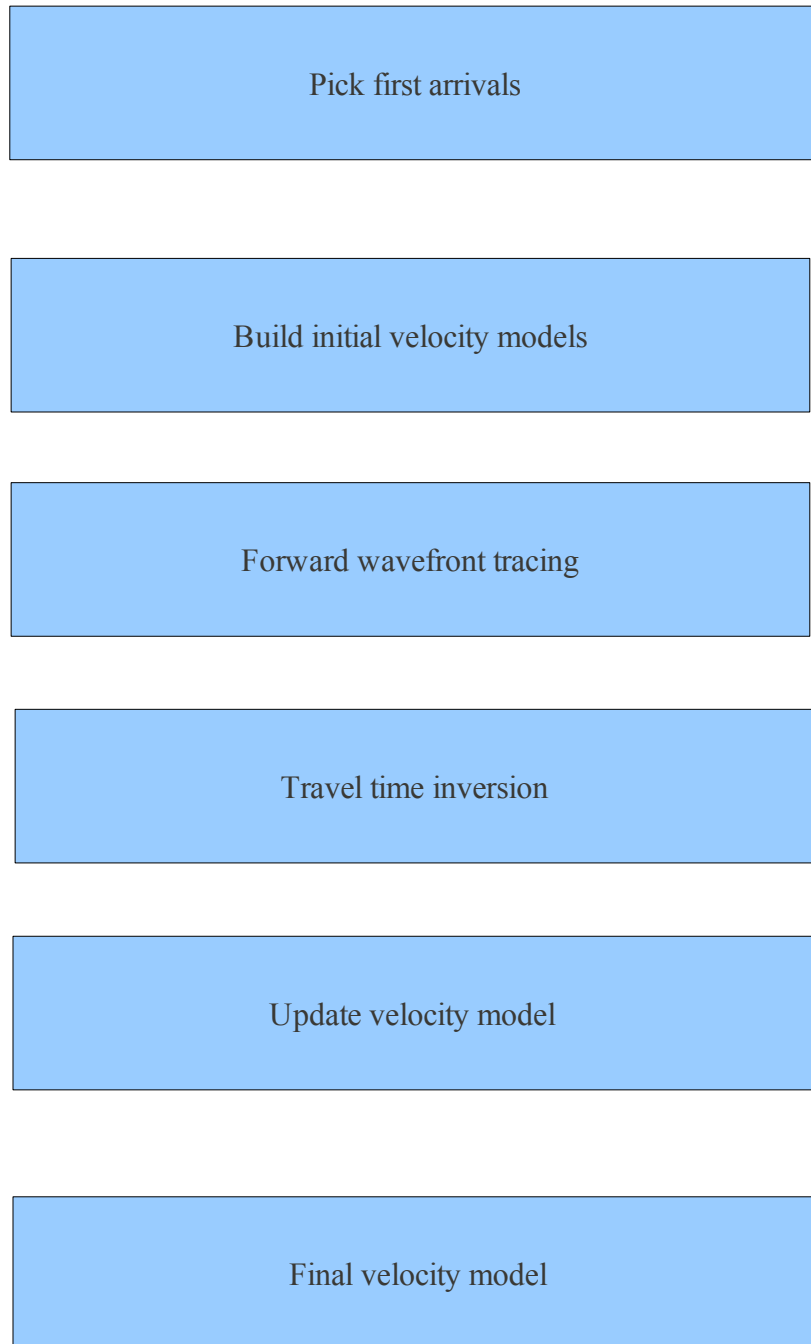 Pick first arrivals
Build initial velocity models
Forward wavefront tracing
Travel time inversion
Update velocity model
Final velocity model